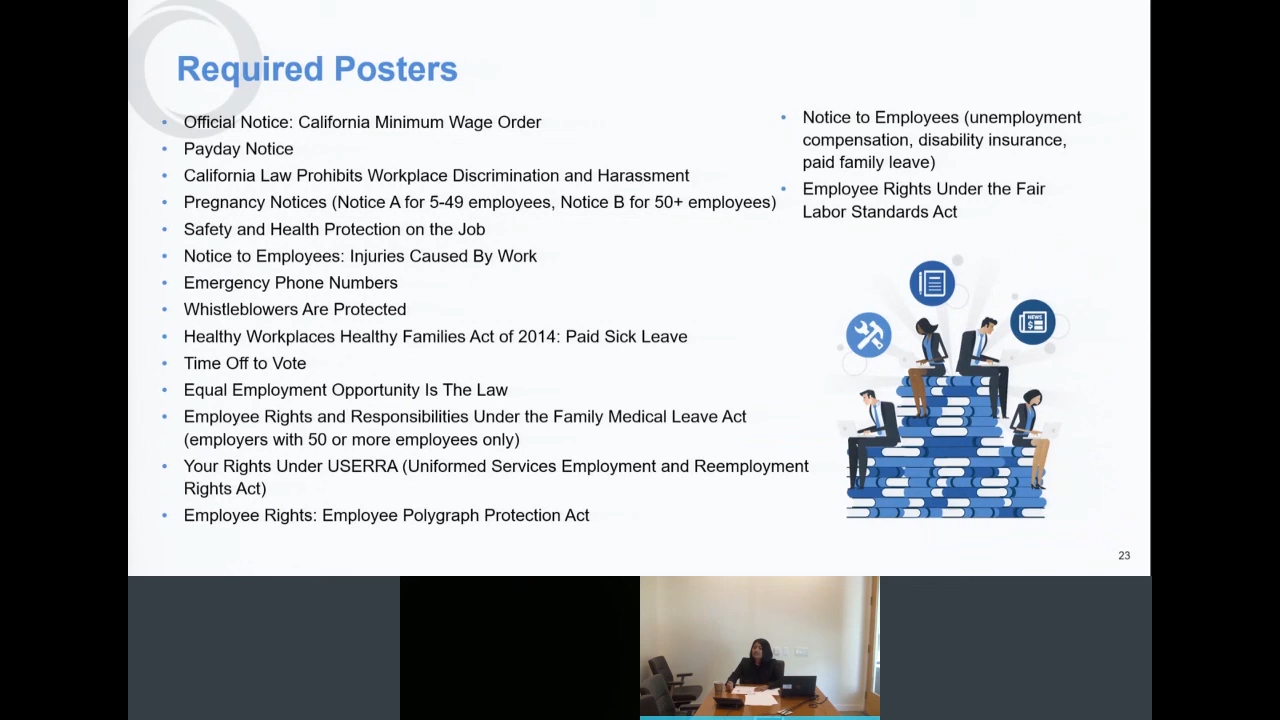 Required Posters
Official Notice: California Minimum Wage Order
Payday Notice
California Law Prohibits Workplace Discrimination and Harassment
Pregnancy Notices (Notice A for 5-49 employees, Notice B for 50+ employees)
Safety and Health Protection on the Job
Notice to Employees: Injuries Caused By Work
Emergency Phone Numbers
Whistleblowers Are Protected
Healthy Workplaces Healthy Families Act of 2014: Paid Sick Leave
Time Off to Vote
Equal Employment Opportunity Is The Law
Employee Rights and Responsibilities Under the Family Medical Leave Act
(employers with 50 or more employees only)
Your Rights Under USERRA (Uniformed Services Employment and Reemployment
Rights Act)
Employee Rights: Employee Polygraph Protection Act
Notice to Employees (unemployment
compensation, disability insurance,
paid family leave)
Employee Rights Under the Fair
Labor Standards Act
NEWS
$
23